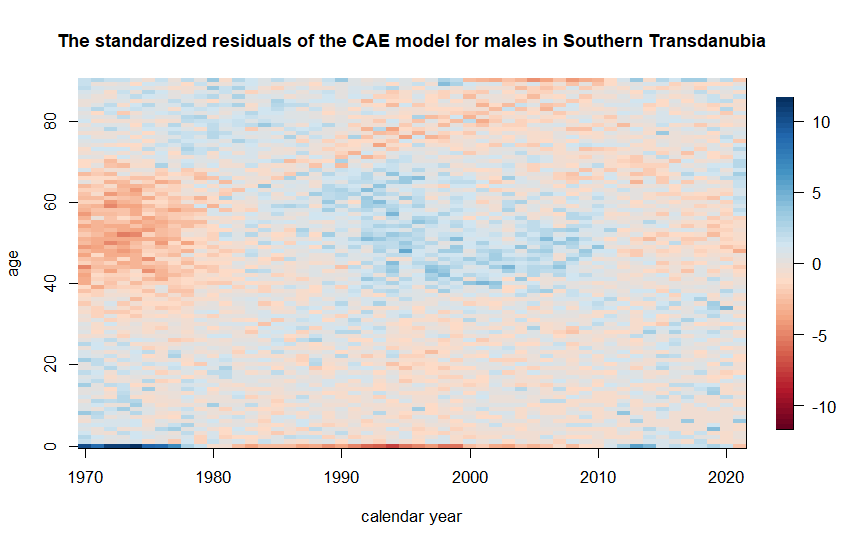 The standardized residuals of the CAE model for males in Southern Transdanubia
age
80
60
40
20
0
1970 1980 1990 2000 2010 2020
calendar year
10
5
0
-5
-10